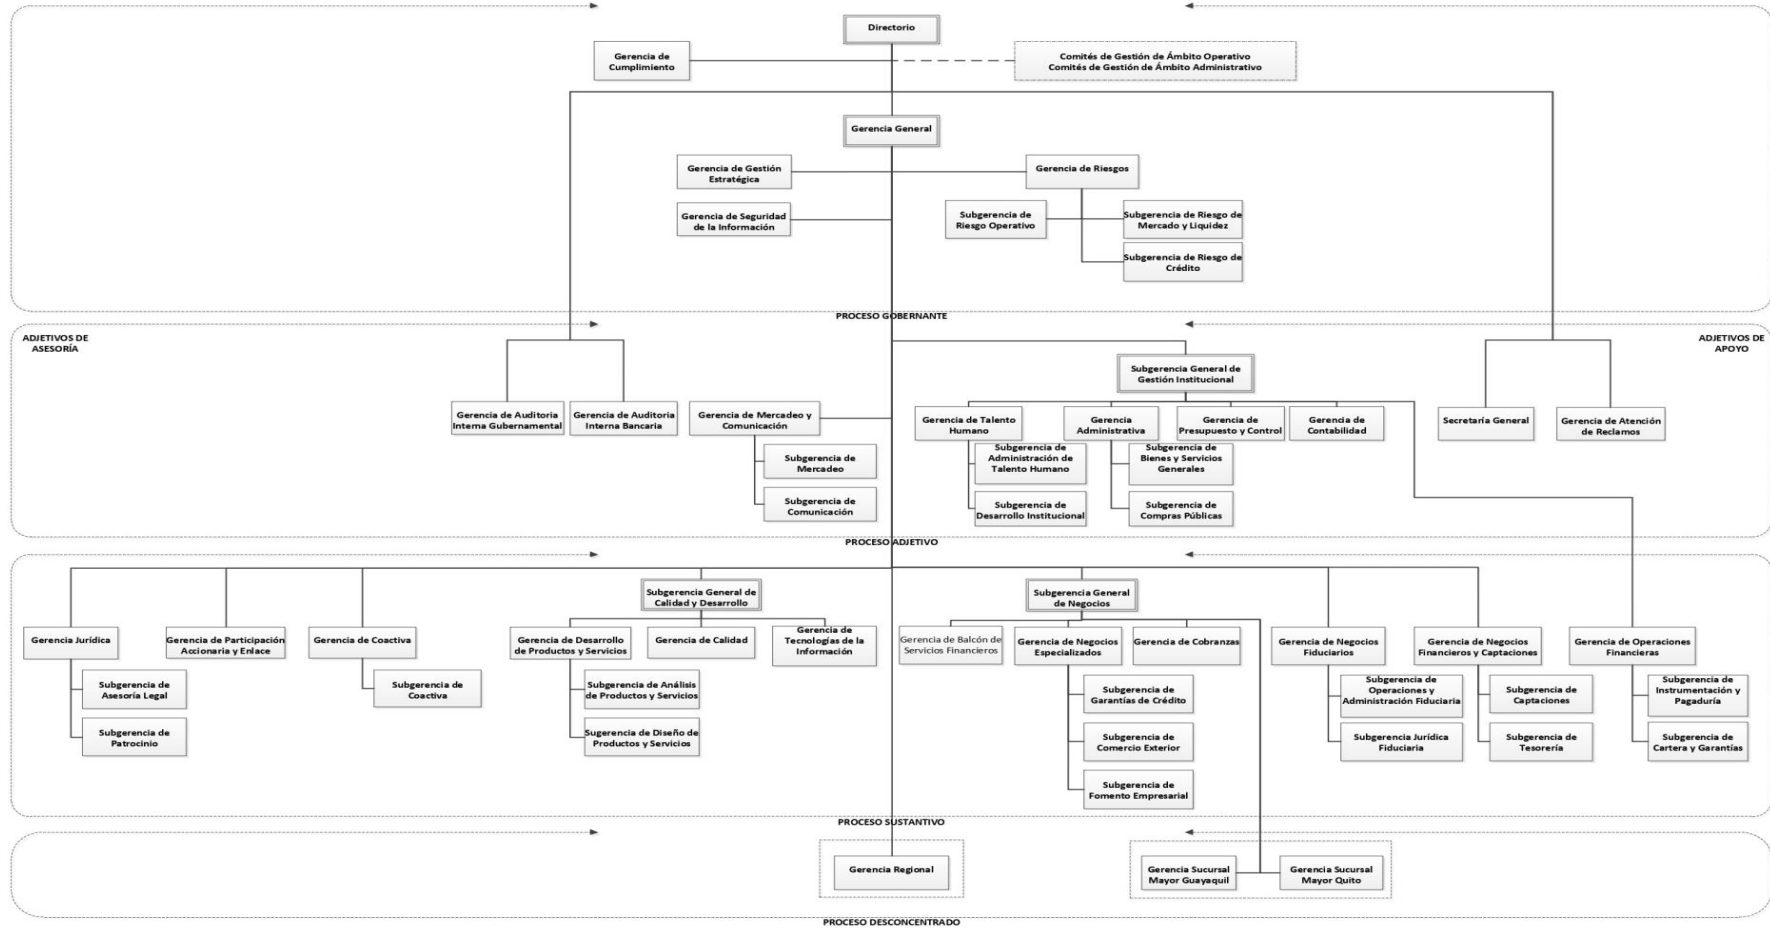 Directorio
Gerencia de
Cumplimiento
Comités de Gestión de Ámbito Operativo
Comités de Gestión de Ámbito Administrativo
Gerencia General
Gerencia de Gestión
Estratégica
Gerencia de Riesgos
Gerencia de Seguridad
de la Información
Subgerencia de
Riesgo Operativo
Subgerencia de Riesgo de
Mercado y Liquidez
Subgerencia de Riesgo de
Crédito
PROCESO GOBERNANTE
ADJETIVOS DE
ASESORÍA
ADJETIVOS DE
APOYO
Subgerencia General de
Gestión Institucional
Gerencia de Auditoria
Interna Gubernamental
Gerencia de Auditoria
Interna Bancaria
Gerencia de Mercadeo y
Comunicación
Gerencia de Talento
Humano
Gerencia
Administrativa
Gerencia de
Presupuesto y Control
Gerencia de
Contabilidad
Secretaría General
Gerencia de Atención
de Reclamos
Subgerencia de
Mercadeo
Subgerencia de
Administración de
Talento Humano
Subgerencia de
Bienes y Servicios
Generales
Subgerencia de
Comunicación
Subgerencia de
Desarrollo Institucional
Subgerencia de
Compras Públicas
PROCESO ADJETIVO
Subgerencia General de
Calidad y Desarrollo
Subgerencia General
de Negocios
Gerencia Jurídica
Gerencia de Participación
Accionaria y Enlace
Gerencia de Coactiva
Gerencia de Desarrollo
de Productos y Servicios
Gerencia de Calidad
Gerencia de
Tecnologías de la
Información
Gerencia de Balcón de
Servicios Financieros
Gerencia de Negocios
Especializados
Gerencia de Cobranzas
Gerencia de Negocios
Fiduciarios
Gerencia de Negocios
Financieros y Captaciones
Gerencia de Operaciones
Financieras
Subgerencia de
Asesoría Legal
Subgerencia de
Coactiva
Subgerencia de Análisis
de Productos y Servicios
Subgerencia de
Garantías de Crédito
Subgerencia de
Operaciones y
Administración Fiduciaria
Subgerencia de
Captaciones
Subgerencia de
Instrumentación y
Pagaduría
Subgerencia de
Patrocinio
Sugerencia de Diseño de
Productos y Servicios
Subgerencia de
Comercio Exterior
Subgerencia Jurídica
Fiduciaria
Subgerencia de
Tesorería
Subgerencia de
Cartera y Garantías
Subgerencia de
Fomento Empresarial
PROCESO SUSTANTIVO
Gerencia Regional
Gerencia Sucursal
Mayor Guayaquil
Gerencia Sucursal
Mayor Quito
PROCESO DESCONCENTRADO